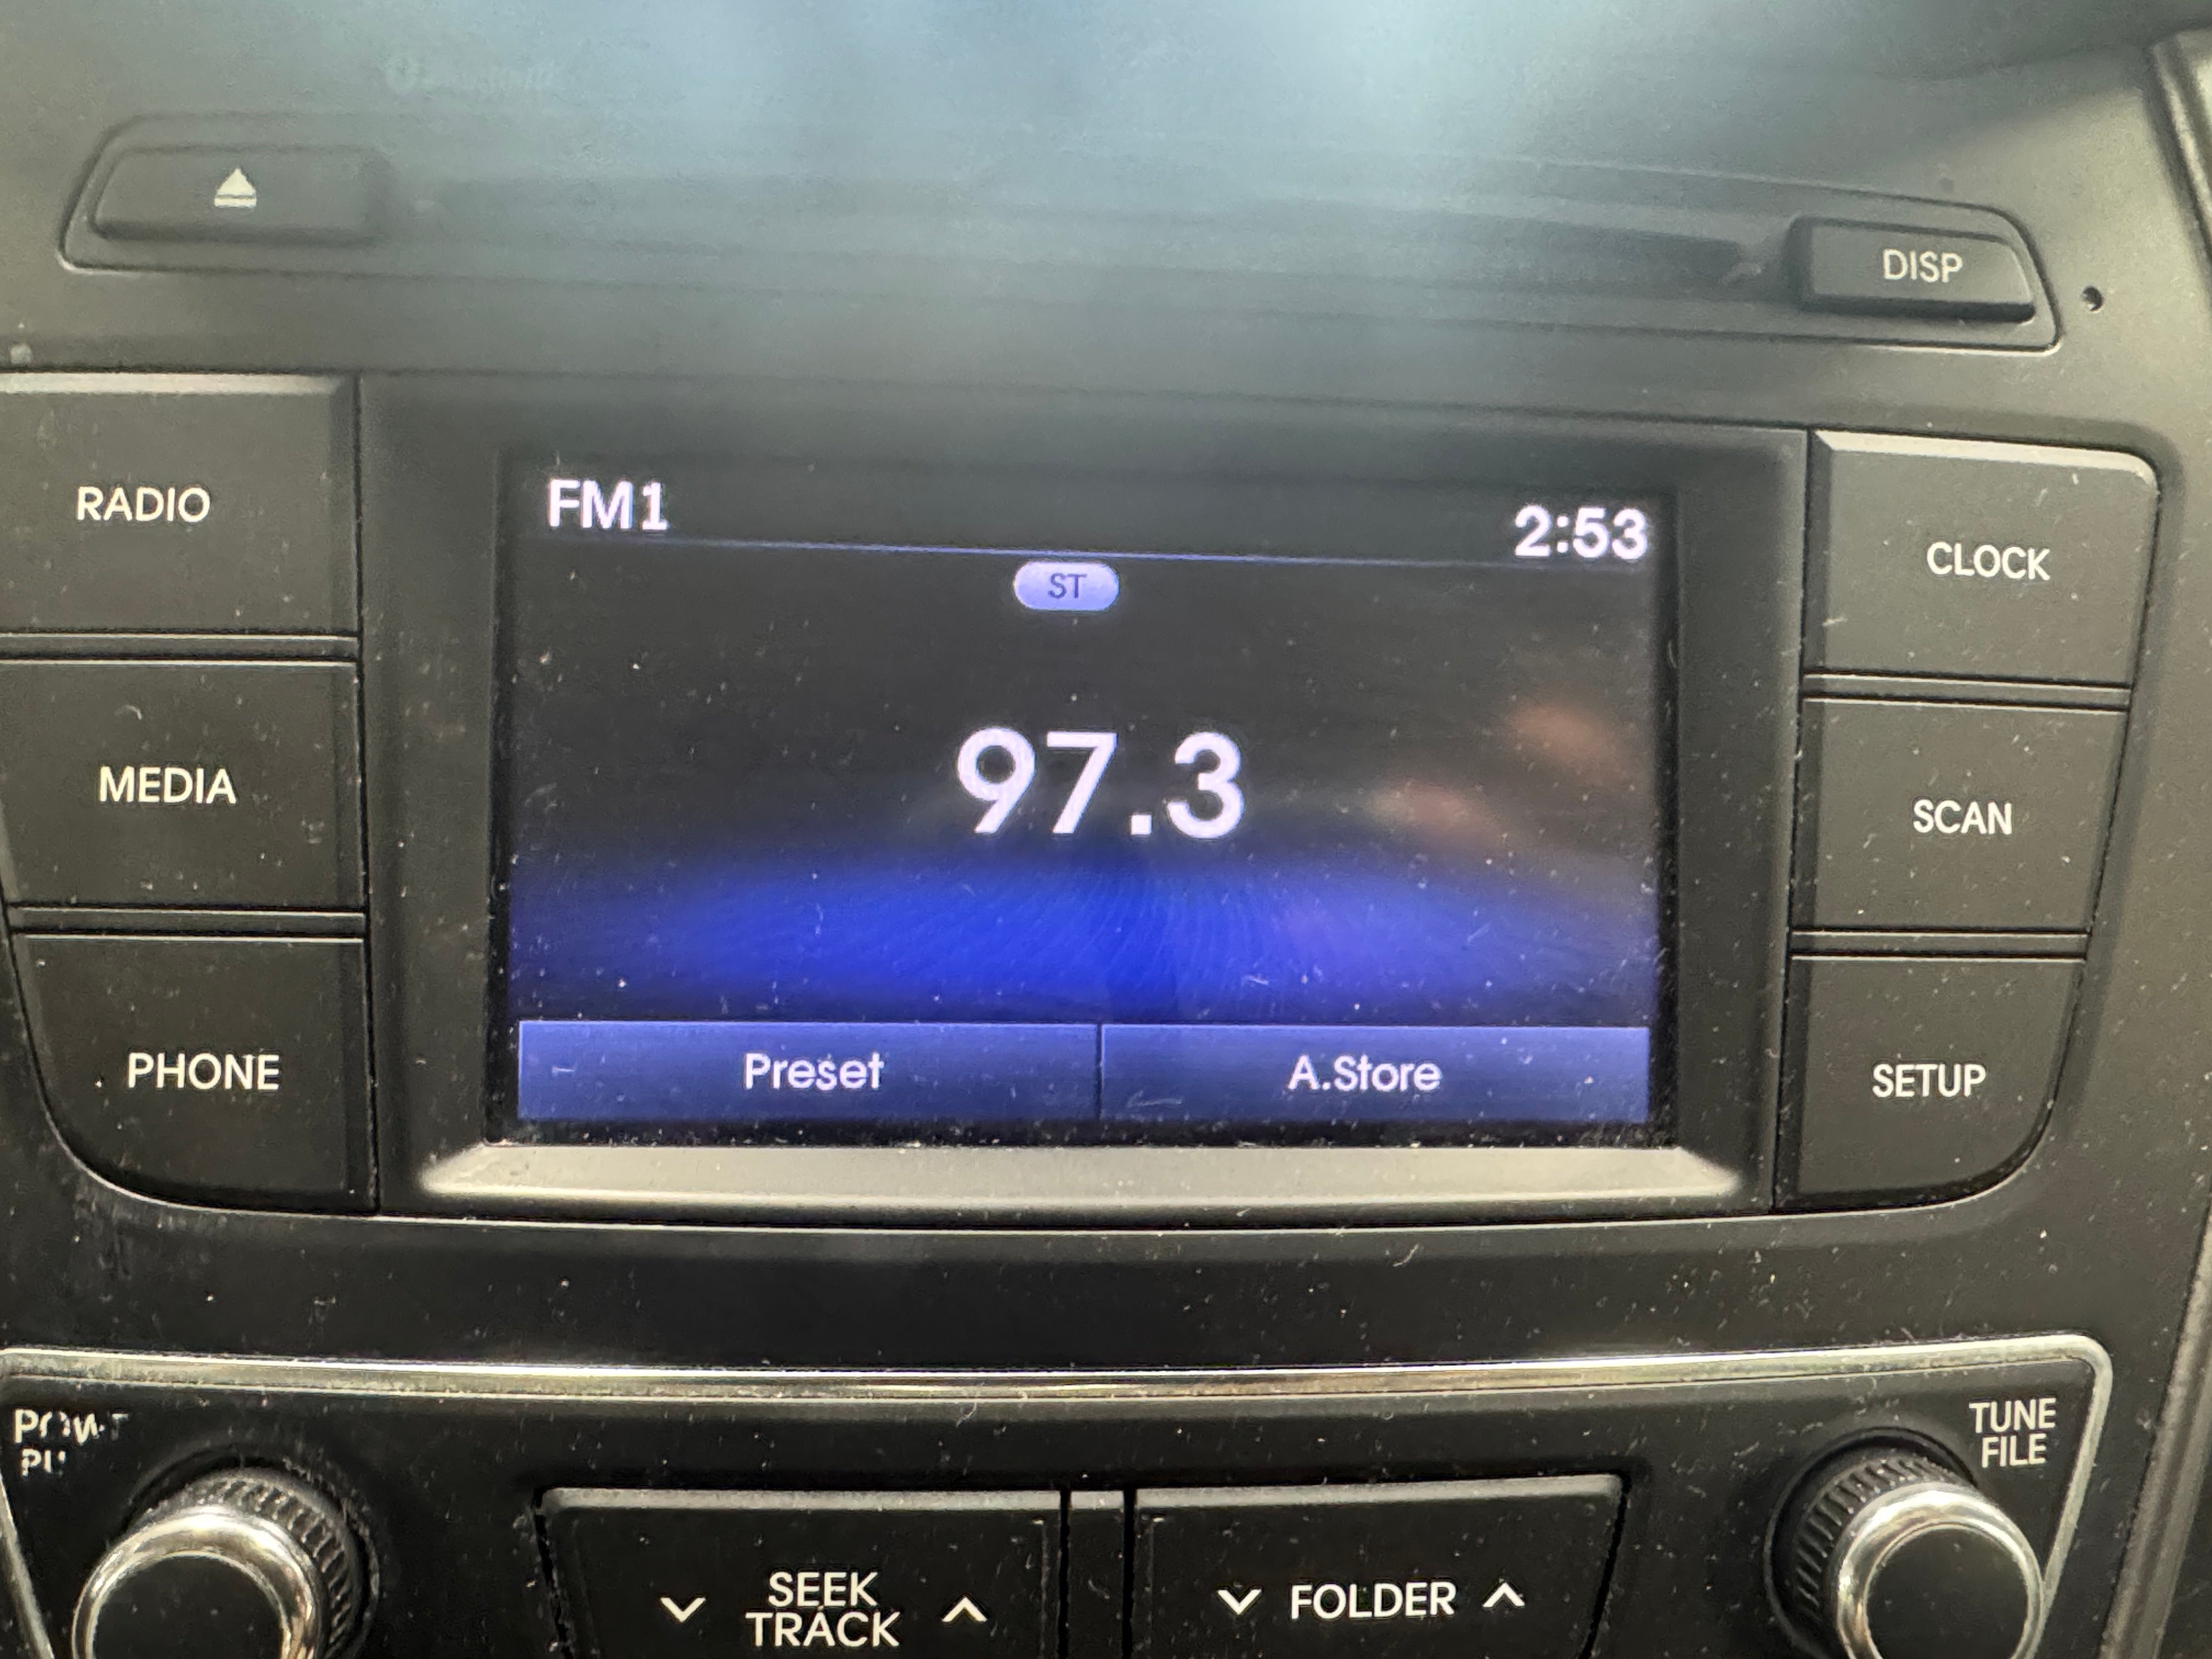 DISP
RADIO
FM1
2:53
CLOCK
ST
MEDIA
97.3
SCAN
PHONE
Preset
A.Store
SETUP
TUNE
FILE
SEEK
TRACK
FOLDER